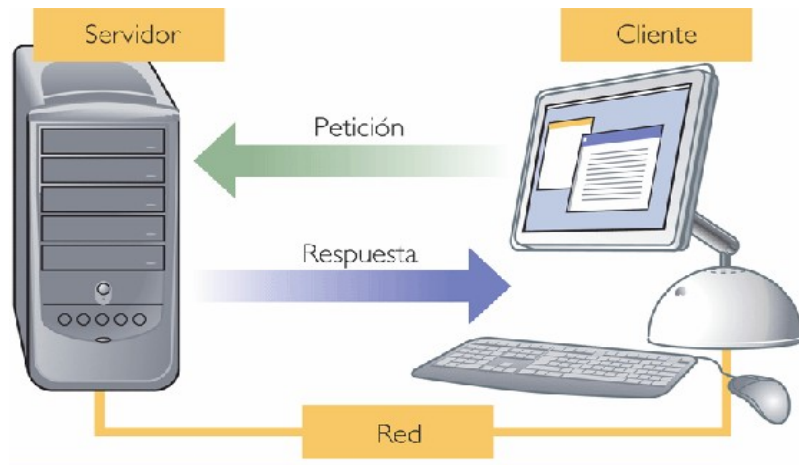 Servidor
Cliente
Petición
Respuesta
Red